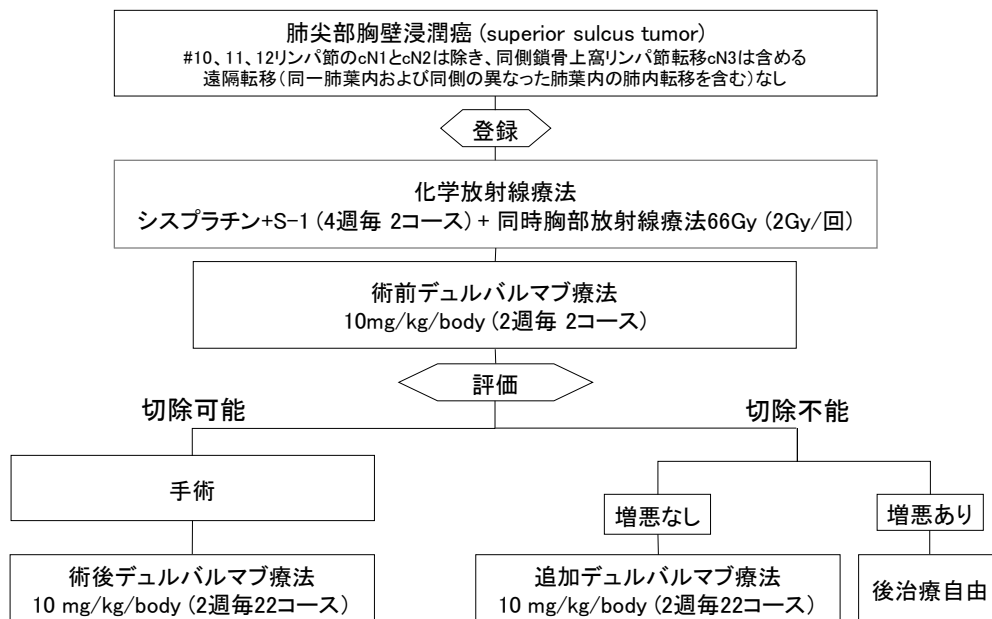 肺尖部胸壁浸潤癌 (superior sulcus tumor)
#10、11、12リンパ節のcN1とcN2は除き、同側鎖骨上窩リンパ節転移cN3は含める
遠隔転移（同一肺葉内および同側の異なった肺葉内の肺内転移を含む）なし
登録
化学放射線療法
シスプラチン+S-1 (4週毎 2コース) + 同時胸部放射線療法66Gy (2Gy/回)
術前デュルバルマブ療法
10mg/kg/body (2週毎 2コース)
評価
切除可能
切除不能
手術
増悪なし
増悪あり
術後デュルバルマブ療法
10 mg/kg/body (2週毎22コース)
追加デュルバルマブ療法
10 mg/kg/body (2週毎22コース)
後治療自由